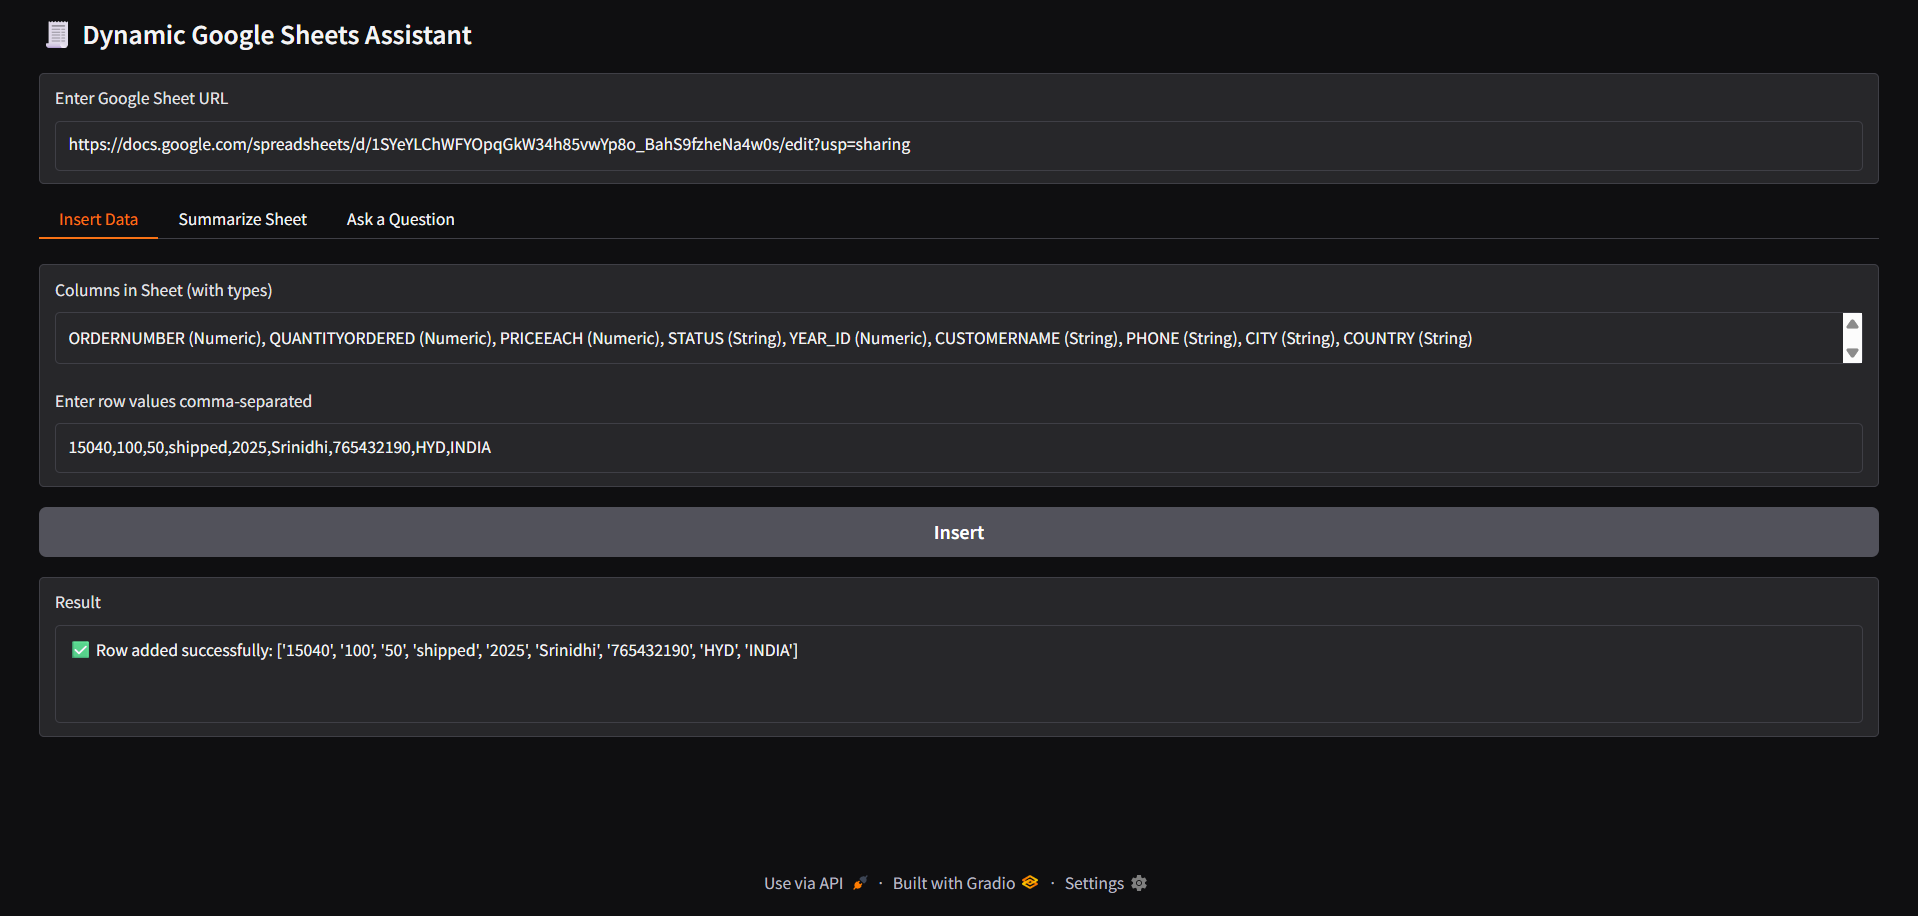 Dynamic Google Sheets Assistant
Enter Google Sheet URL
https://docs.google.com/spreadsheets/d/1SYeYLChWFYOpqGkW34h85vwYp8o_BahS9fzheNa4w0s/edit?usp=sharing
Insert Data Summarize Sheet Ask a Question
Columns in Sheet (with types)
ORDERNUMBER (Numeric), QUANTITYORDERED (Numeric), PRICEEACH (Numeric), STATUS (String), YEAR_ID (Numeric), CUSTOMERNAME (String), PHONE (String), CITY (String), COUNTRY (String)
Enter row values comma-separated
15040,100,50,shipped,2025,Srinidhi,765432190,HYD,INDIA
Insert
Result
✅ Row added successfully: ['15040', '100', '50', 'shipped', '2025', 'Srinidhi', '765432190', 'HYD', 'INDIA']
Use via API · Built with Gradio · Settings